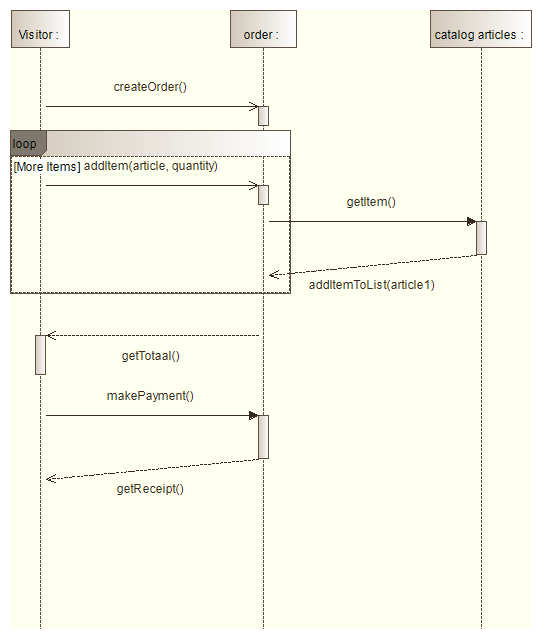 Visitor :
order :
catalog articles :
createOrder()
loop
[More Items] addItem(article, quantity)
getItem()
addItemToList(article1)
getTotaal()
makePayment()
getReceipt()